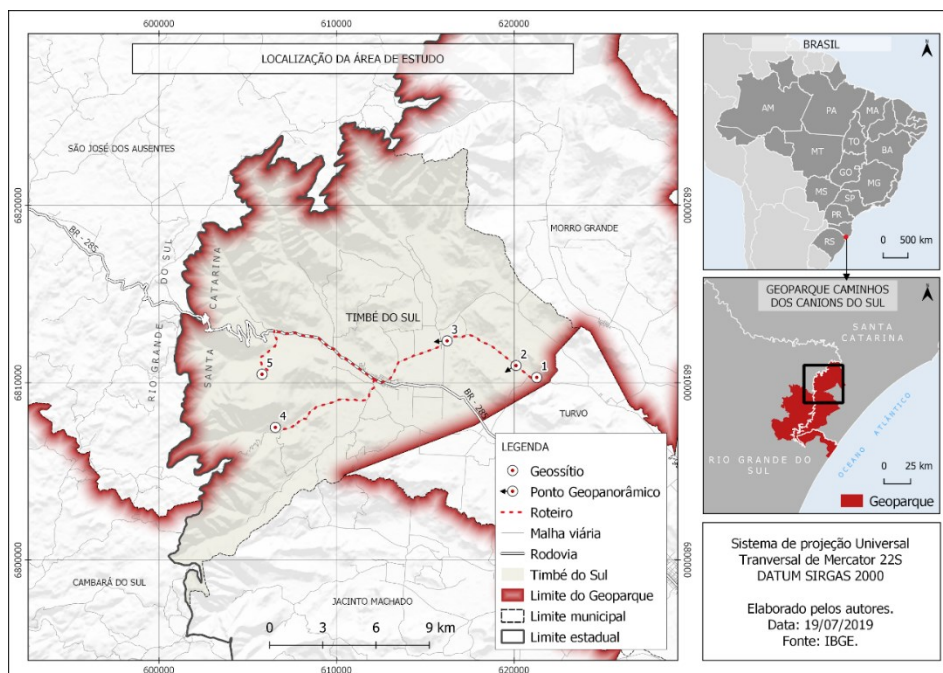 600000
610000
620000
LOCALIZAÇÃO DA ÁREA DE ESTUDO
SÃO JOSÉ DOS AUSENTES
6820000
6820000
MORRO GRANDE
BR - 285
RIO GRANDE DO SUL
SANTA CATARINA
TIMBÉ DO SUL
3
2
1
5
4
6810000
6810000
BR - 285
TURVO
6800000
6800000
CAMBARÁ DO SUL
JACINTO MACHADO
0 3 6 9 km
600000
610000
620000
LEGENDA
Geossítio
Ponto Geopanorâmico
Roteiro
Malha viária
Rodovia
Timbé do Sul
Limite do Geoparque
Limite municipal
Limite estadual
BRASIL
AM
PA
MA
TO
BA
MT
GO
MG
MS
SP
PR
RS
0 500 km
GEOPARQUE CAMINHOS
DOS CANIONS DO SUL
SANTA
CATARINA
RIO GRANDE DO
SUL
OCEANO ATLÂNTICO
0 25 km
Geoparque
Sistema de projeção Universal
Tranversal de Mercator 22S
DATUM SIRGAS 2000
Elaborado pelos autores.
Data: 19/07/2019
Fonte: IBGE.